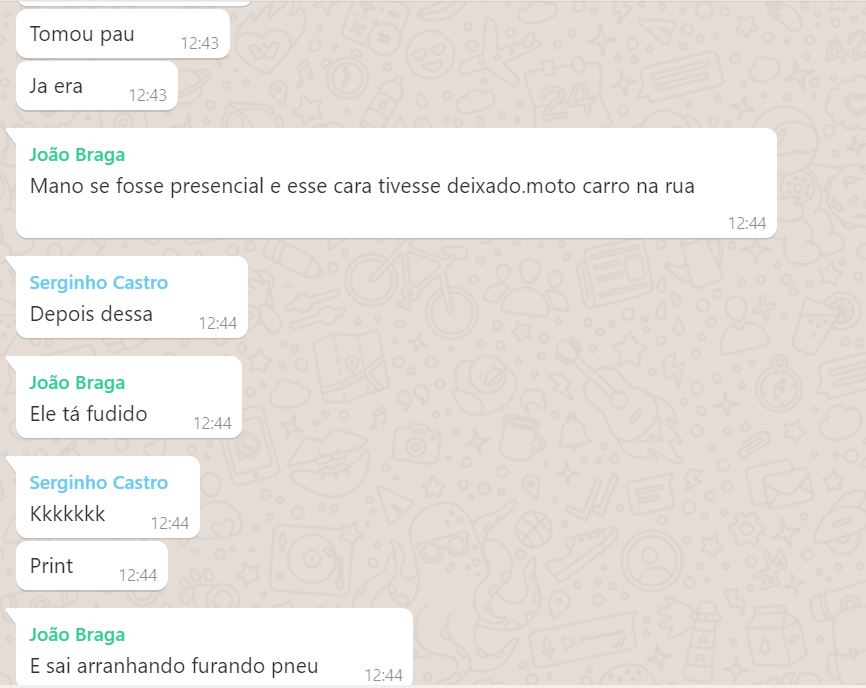 Tomou pau
12:43
Ja era
12:43
João Braga
Mano se fosse presencial e esse cara tivesse deixado.moto carro na rua
12:44
Serginho Castro
Depois dessa
12:44
João Braga
Ele tá fudido
12:44
Serginho Castro
Kkkkkkk
12:44
Print
12:44
João Braga
E sai arranhando furando pneu
12:44